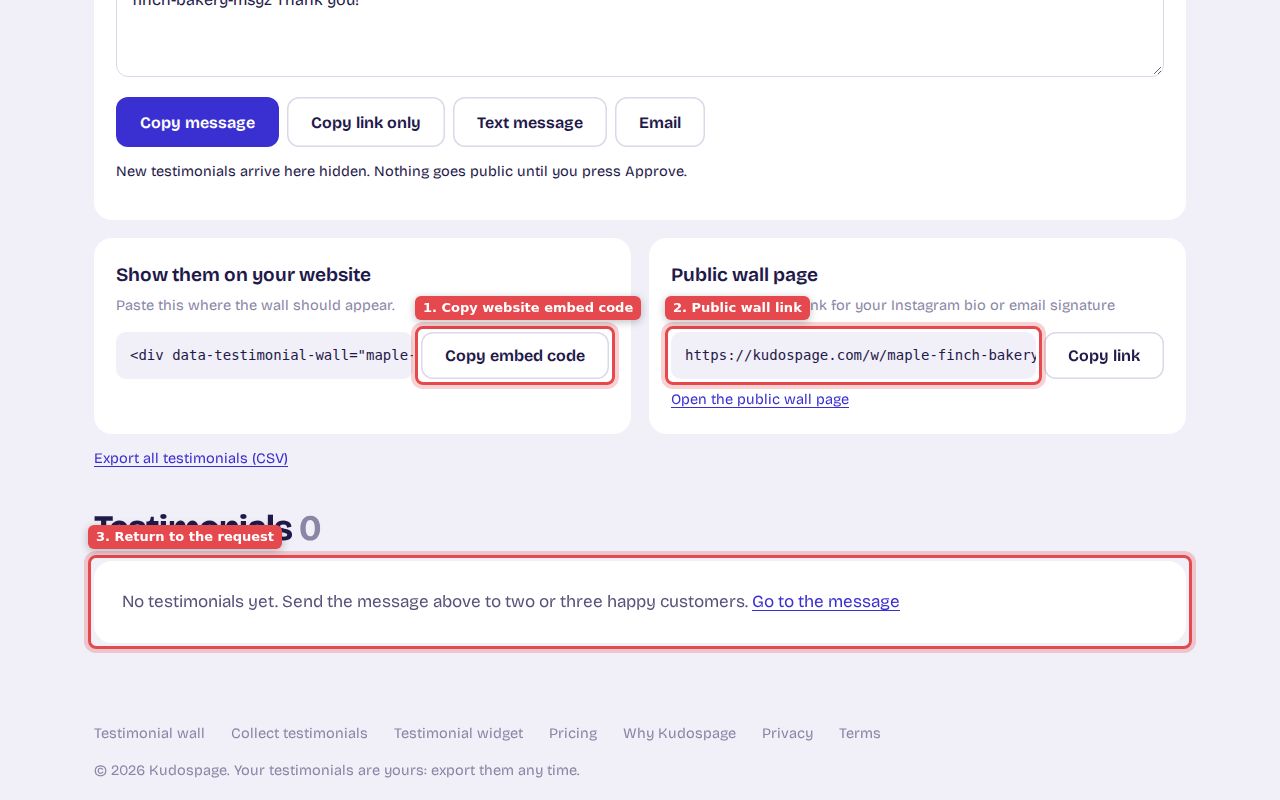 finch-bakery-msyz Thank you!
Copy message
Copy link only
Text message
Email
New testimonials arrive here hidden. Nothing goes public until you press Approve.
Show them on your website
Paste this where the wall should appear.
1. Copy website embed code
<div data-testimonial-wall="maple-
Copy embed code
Public wall page
2. Public wall link
for your Instagram bio or email signature
https://kudospage.com/w/maple-finch-bakery
Copy link
Open the public wall page
Export all testimonials (CSV)
Testimonials 0
3. Return to the request
No testimonials yet. Send the message above to two or three happy customers. Go to the message
Testimonial wall
Collect testimonials
Testimonial widget
Pricing
Why Kudospage
Privacy
Terms
© 2026 Kudospage. Your testimonials are yours: export them any time.